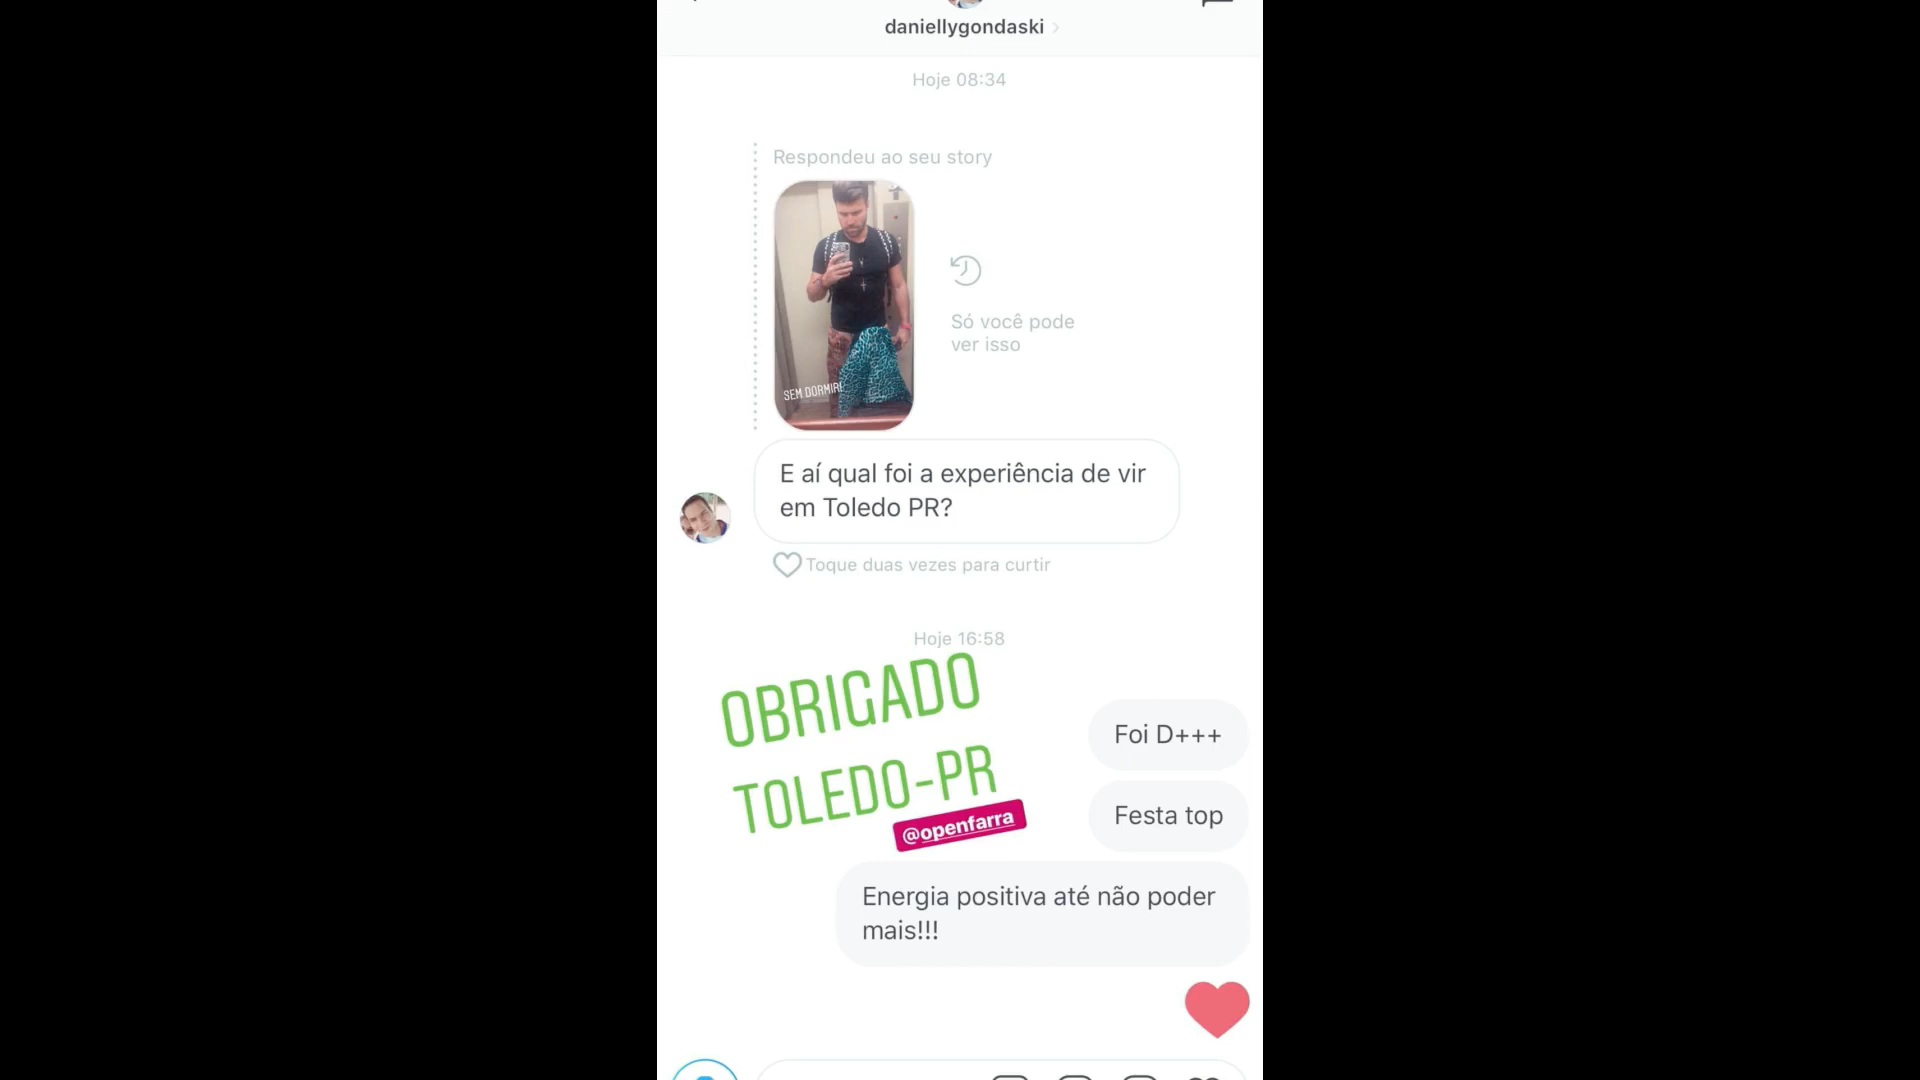 daniellygondaski
Hoje 08:34
Respondeu ao seu story
SEM DORMIR!
Só você pode
ver isso
E aí qual foi a experiência de vir
em Toledo PR?
Toque duas vezes para curtir
Hoje 16:58
OBRIGADO
TOLEDO-PR
@openfarra
Foi D+++
Festa top
Energia positiva até não poder
mais!!!